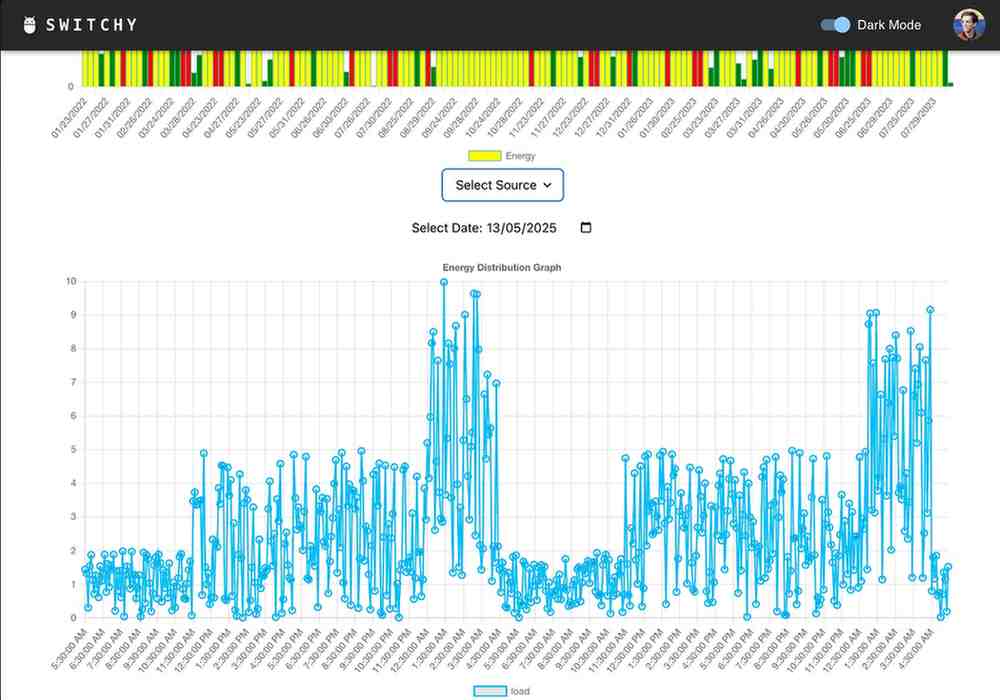 SWITCHY
Dark Mode
0
01/23/2022
01/27/2022
01/31/2022
02/26/2022
03/24/2022
03/28/2022
04/23/2022
04/27/2022
05/23/2022
05/27/2022
05/31/2022
06/26/2022
06/30/2022
07/26/2022
07/30/2022
08/25/2022
08/29/2022
09/24/2022
09/28/2022
10/24/2022
10/28/2022
11/23/2022
11/27/2022
12/23/2022
12/27/2022
12/31/2022
01/26/2023
01/30/2023
02/25/2023
03/23/2023
03/27/2023
03/31/2023
04/26/2023
04/30/2023
05/26/2023
05/30/2023
06/25/2023
06/29/2023
07/25/2023
07/29/2023
Energy
Select Source
Select Date: 13/05/2025
Energy Distribution Graph
10
9
8
7
6
5
4
3
2
1
0
5:30:00 AM
6:30:00 AM
7:30:00 AM
8:30:00 AM
9:30:00 AM
10:30:00 AM
11:30:00 AM
12:30:00 PM
1:30:00 PM
2:30:00 PM
3:30:00 PM
4:30:00 PM
5:30:00 PM
6:30:00 PM
7:30:00 PM
8:30:00 PM
9:30:00 PM
10:30:00 PM
11:30:00 PM
12:30:00 AM
1:30:00 AM
2:30:00 AM
3:30:00 AM
4:30:00 AM
5:30:00 AM
6:30:00 AM
7:30:00 AM
8:30:00 AM
9:30:00 AM
10:30:00 AM
11:30:00 AM
12:30:00 PM
1:30:00 PM
2:30:00 PM
3:30:00 PM
4:30:00 PM
5:30:00 PM
6:30:00 PM
7:30:00 PM
8:30:00 PM
9:30:00 PM
10:30:00 PM
11:30:00 PM
12:30:00 AM
1:30:00 AM
2:30:00 AM
3:30:00 AM
4:30:00 AM
load